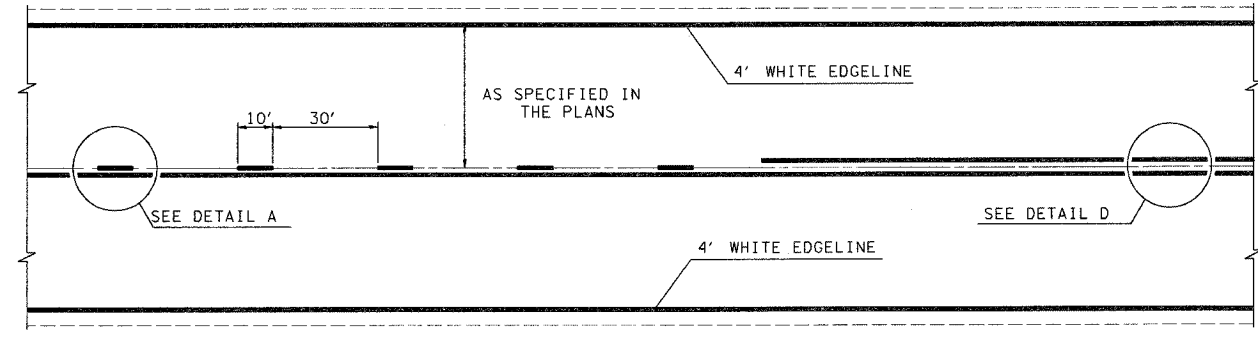 4' WHITE EDGELINE
AS SPECIFIED IN
THE PLANS
10'
30'
SEE DETAIL A
SEE DETAIL D
4' WHITE EDGELINE